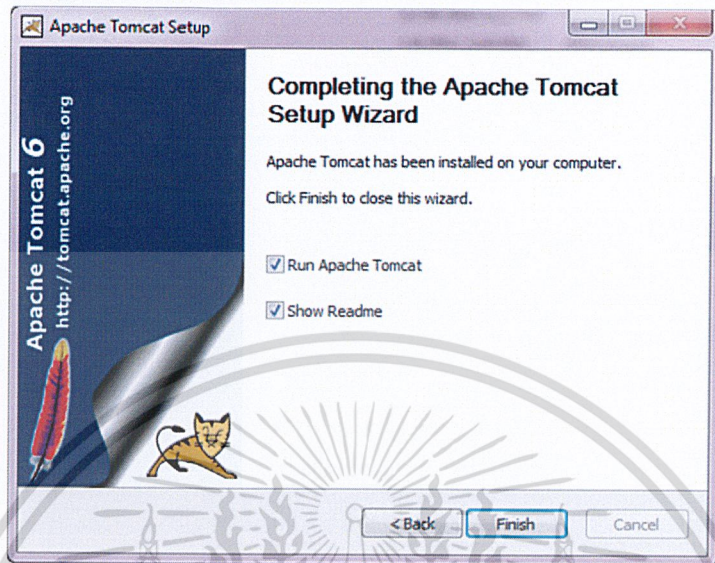 Apache Tomcat Setup
Apache Tomcat 6
http://tomcat.apache.org
Completing the Apache Tomcat
Setup Wizard
Apache Tomcat has been installed on your computer.
Click Finish to close this wizard.
Run Apache Tomcat
Show Readme
< Back
Finish
Cancel